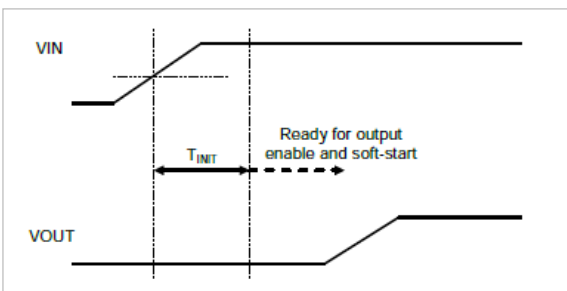 VIN
Ready for output
TINIT
enable and soft-start
VOUT